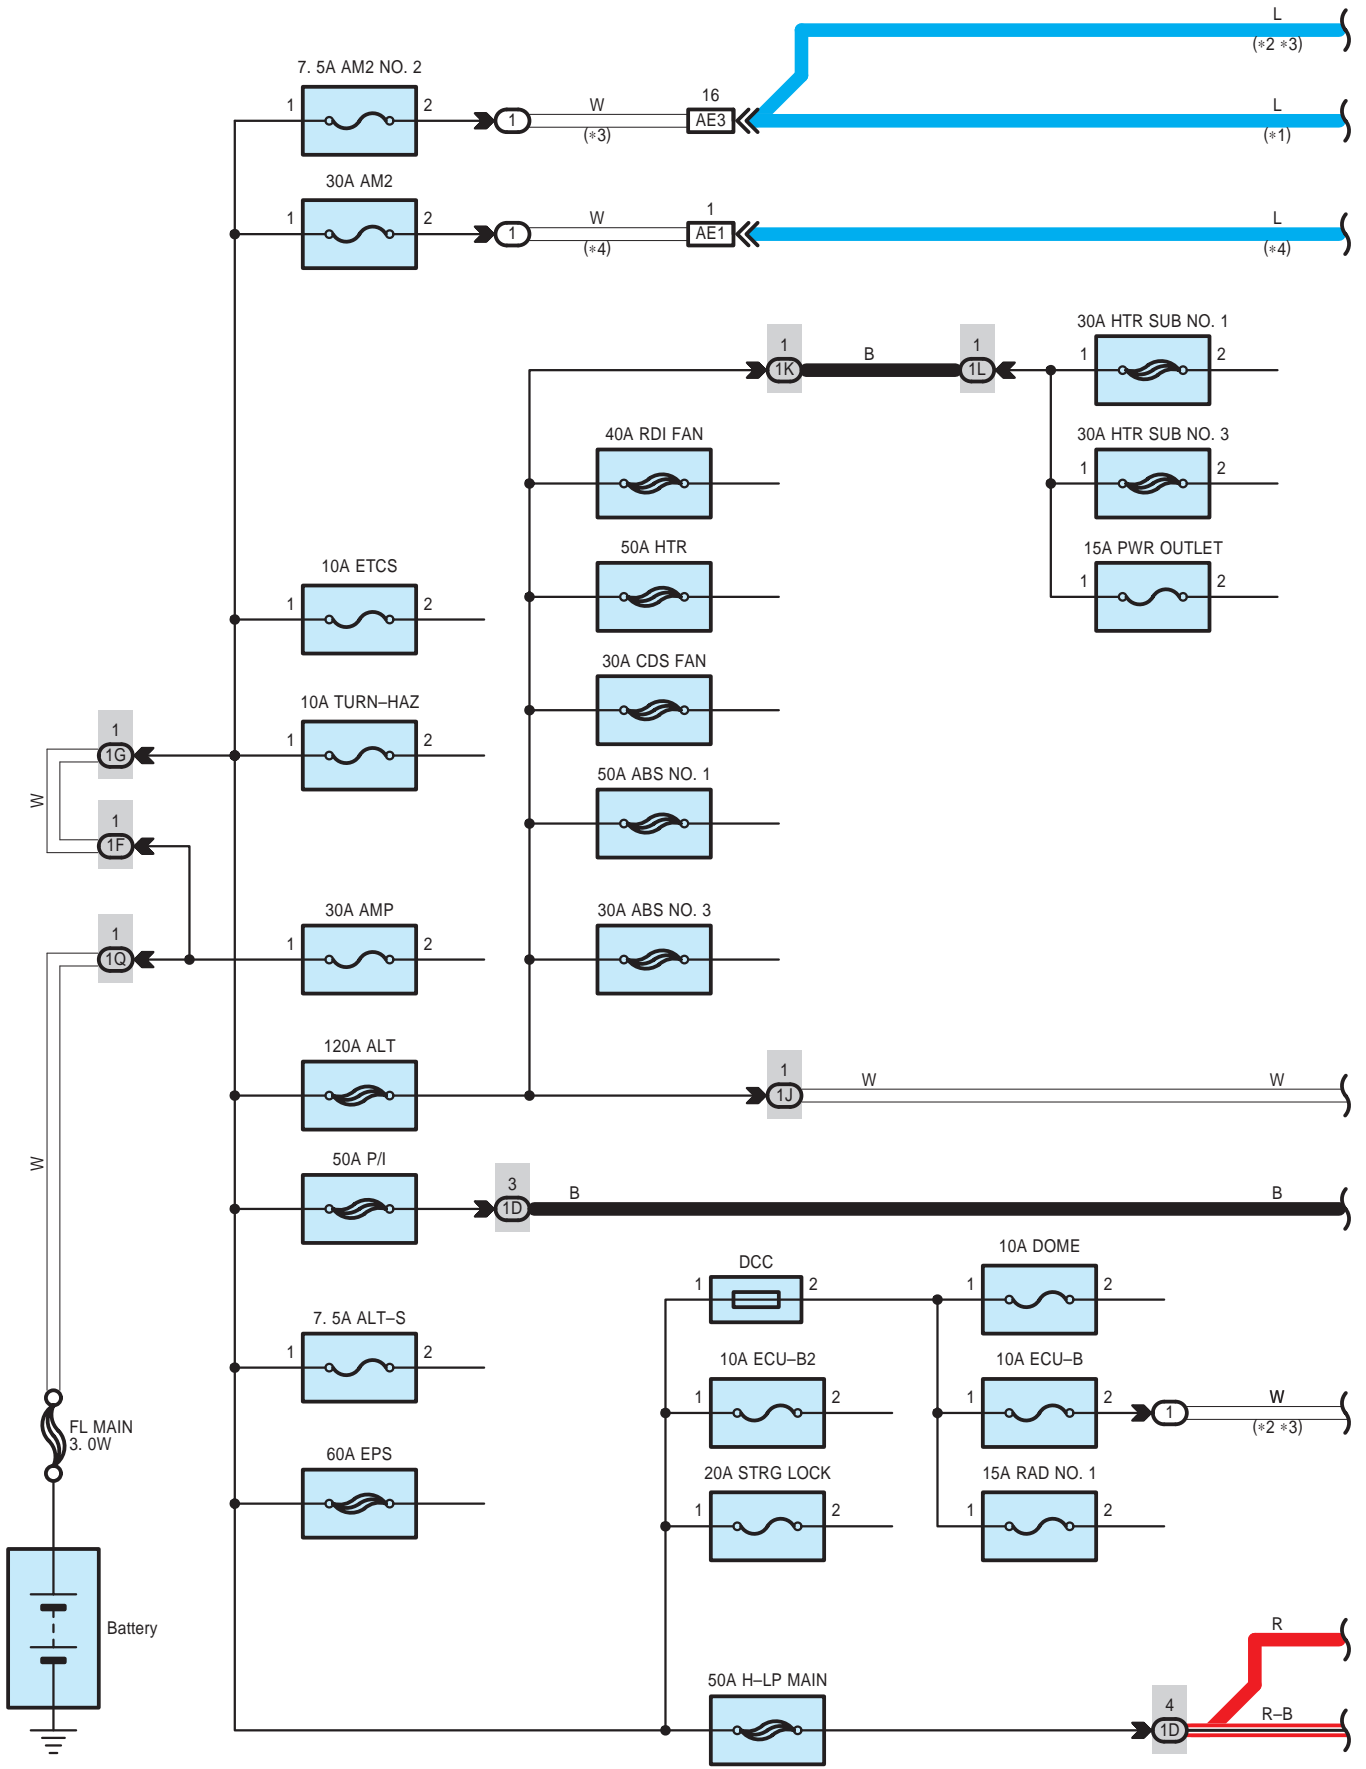 L
(*2 *3)
7. 5A AM2 NO. 2
1 2
1
W
(*3)
16
AE3
L
(*1)
30A AM2
1 2
1
W
(*4)
1
AE1
L
(*4)
1
1K
B
1
1L
30A HTR SUB NO. 1
1 2
40A RDI FAN
30A HTR SUB NO. 3
1 2
50A HTR
15A PWR OUTLET
1 2
10A ETCS
1 2
30A CDS FAN
10A TURN–HAZ
1 2
1
1G
W
1
1F
50A ABS NO. 1
30A AMP
1 2
1
1Q
30A ABS NO. 3
120A ALT
1
1J
W W
W
50A P/I
3
1D
B B
DCC
1 2
10A DOME
1 2
7. 5A ALT–S
1 2
10A ECU–B2
1 2
10A ECU–B
1 2
1
W
(*2 *3)
FL MAIN
3. 0W
60A EPS
20A STRG LOCK
1 2
15A RAD NO. 1
1 2
Battery
R
50A H–LP MAIN
4
1D
R–B